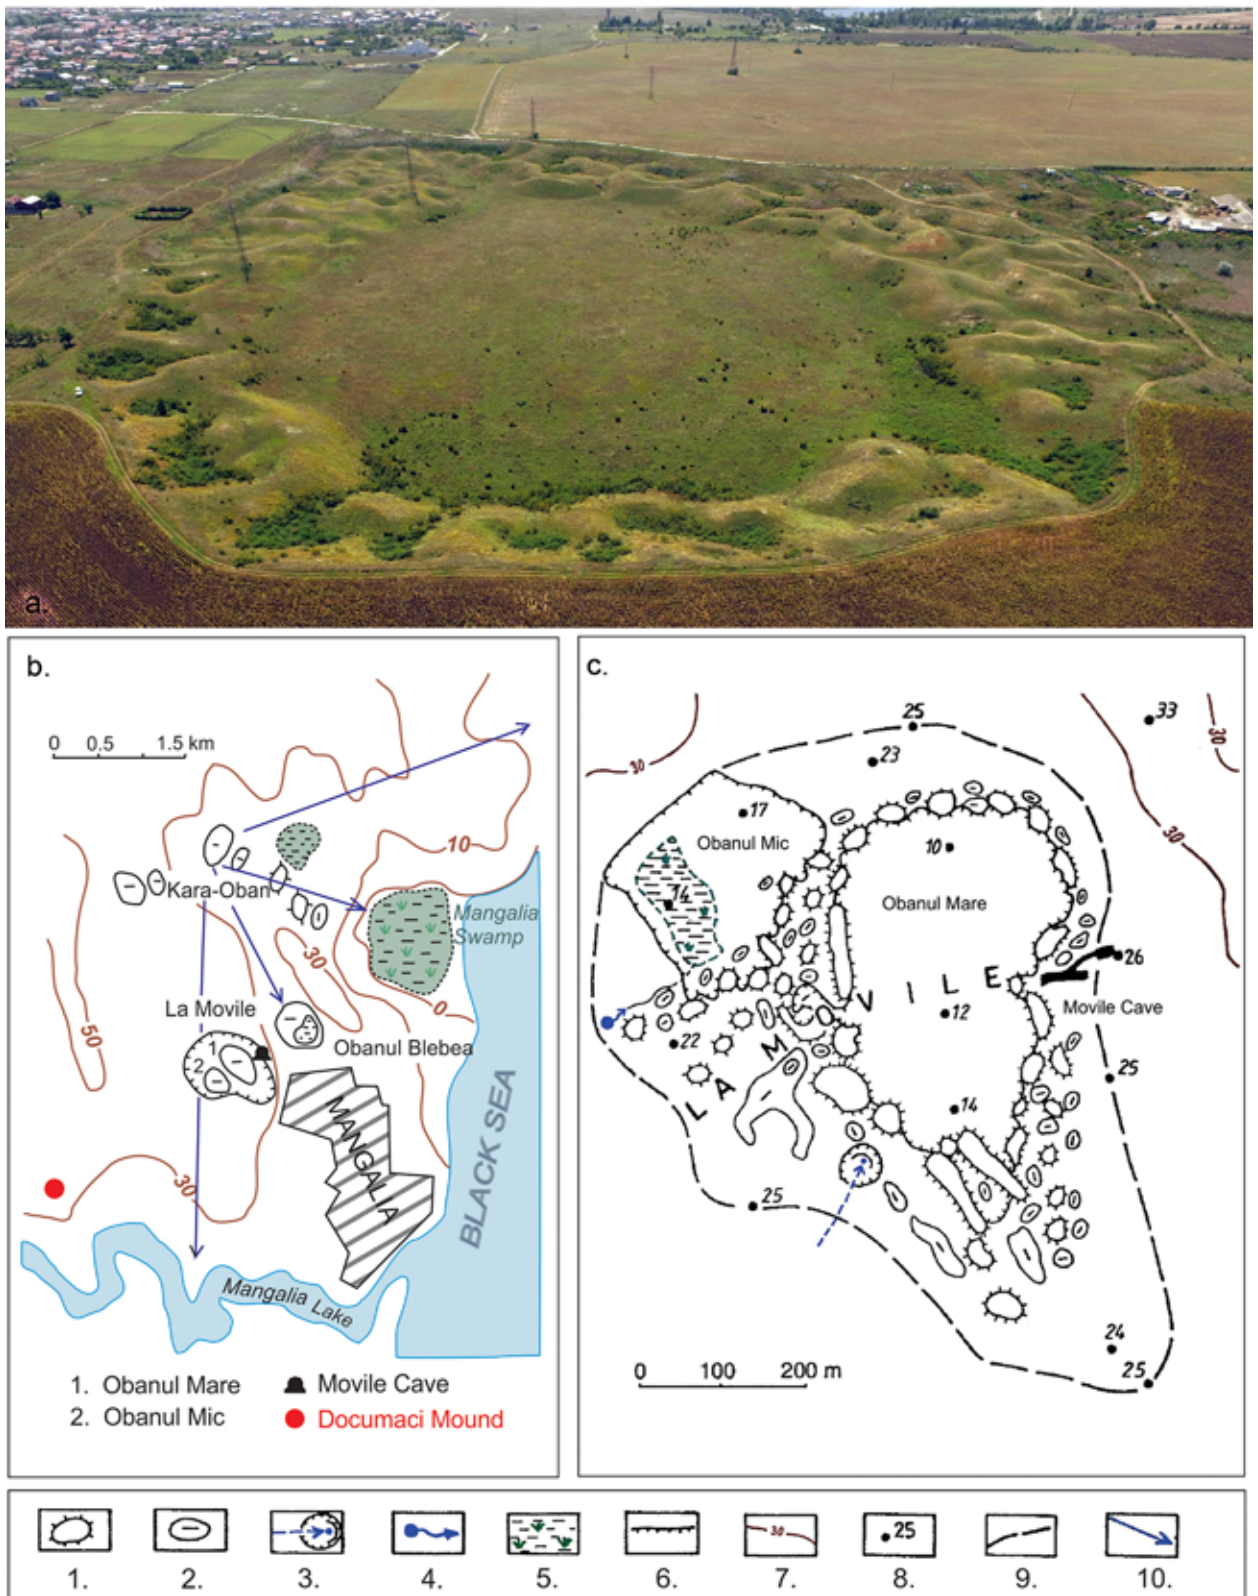 a.
b.
0 0.5 1.5 km
10
Kara-Oban
Mangalia
Swamp
30
0
50
La Movile
1
2
Obanul Blebea
MANGALIA
BLACK SEA
30
Mangalia Lake
1. Obanul Mare
2. Obanul Mic
Movile Cave
Documaci Mound
c.
25
33
30
30
23
17
Obanul Mic
10
14
Obanul Mare
30
26
LA MOVILE
Movile Cave
12
22
25
14
25
24
25
0 100 200 m
30
25
1. 2. 3. 4. 5. 6. 7. 8. 9. 10.